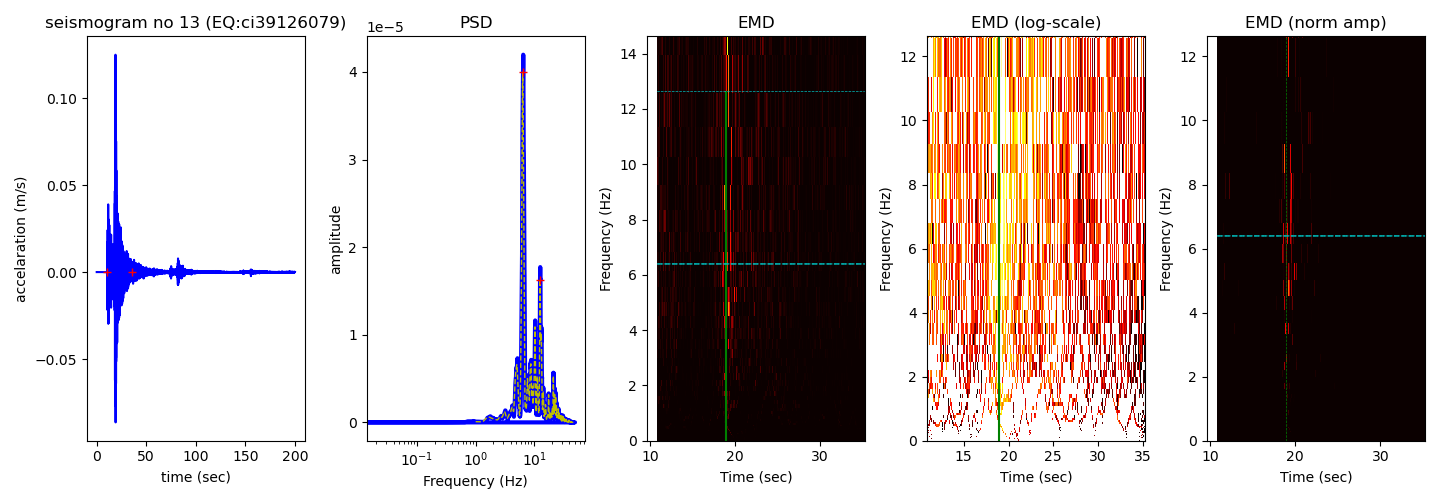 seismogram no 13 (EQ:ci39126079)
accelaration (m/s)
0.10
0.05
0.00
−0.05
0 50 100 150 200
time (sec)
PSD
1e−5
amplitude
4
3
2
1
0
10⁻¹ 10⁰ 10¹
Frequency (Hz)
EMD
Frequency (Hz)
14
12
10
8
6
4
2
0
10 20 30
Time (sec)
EMD (log-scale)
Frequency (Hz)
12
10
8
6
4
2
0
15 20 25 30 35
Time (sec)
EMD (norm amp)
Frequency (Hz)
12
10
8
6
4
2
0
10 20 30
Time (sec)